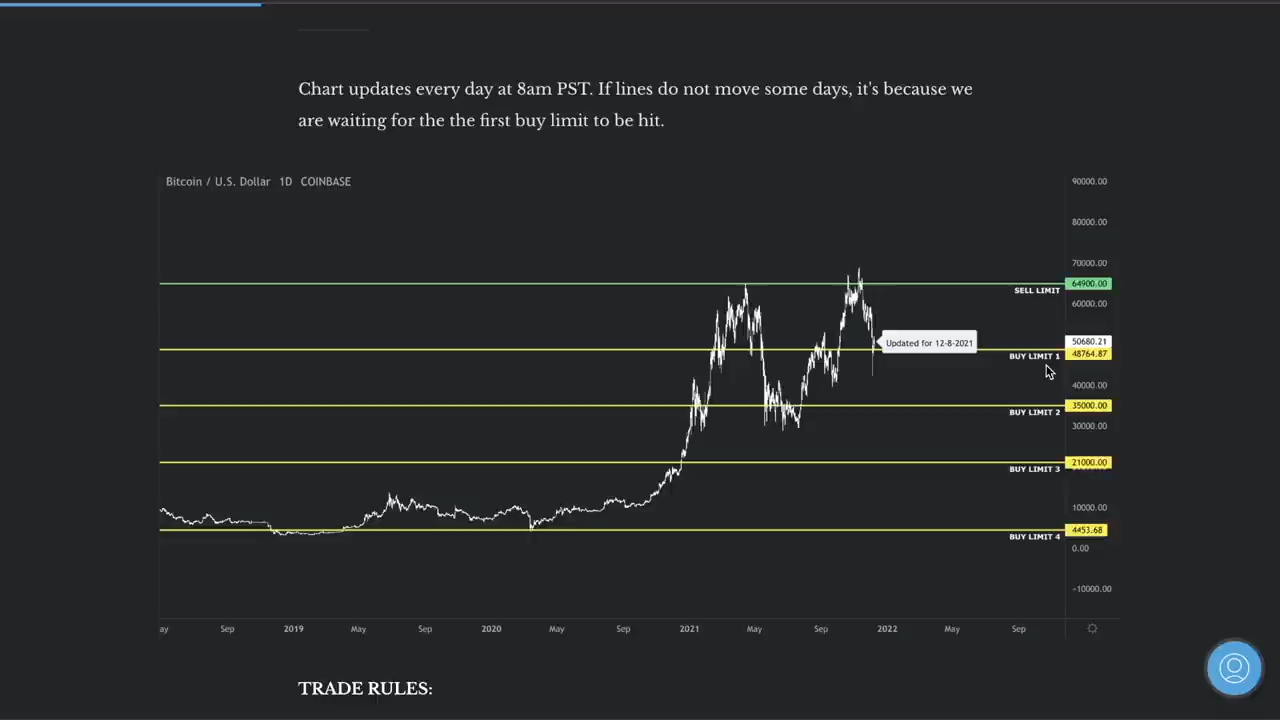 Chart updates every day at 8am PST. If lines do not move some days, it's because we
are waiting for the the first buy limit to be hit.
Bitcoin / U.S. Dollar 1D COINBASE
90000.00
80000.00
70000.00
64900.00
SELL LIMIT
60000.00
50680.21
Updated for 12-8-2021
48764.87
BUY LIMIT 1
40000.00
35000.00
BUY LIMIT 2
30000.00
21000.00
BUY LIMIT 3
10000.00
4453.68
BUY LIMIT 4
0.00
-10000.00
ay Sep 2019 May Sep 2020 May Sep 2021 May Sep 2022 May Sep
TRADE RULES: